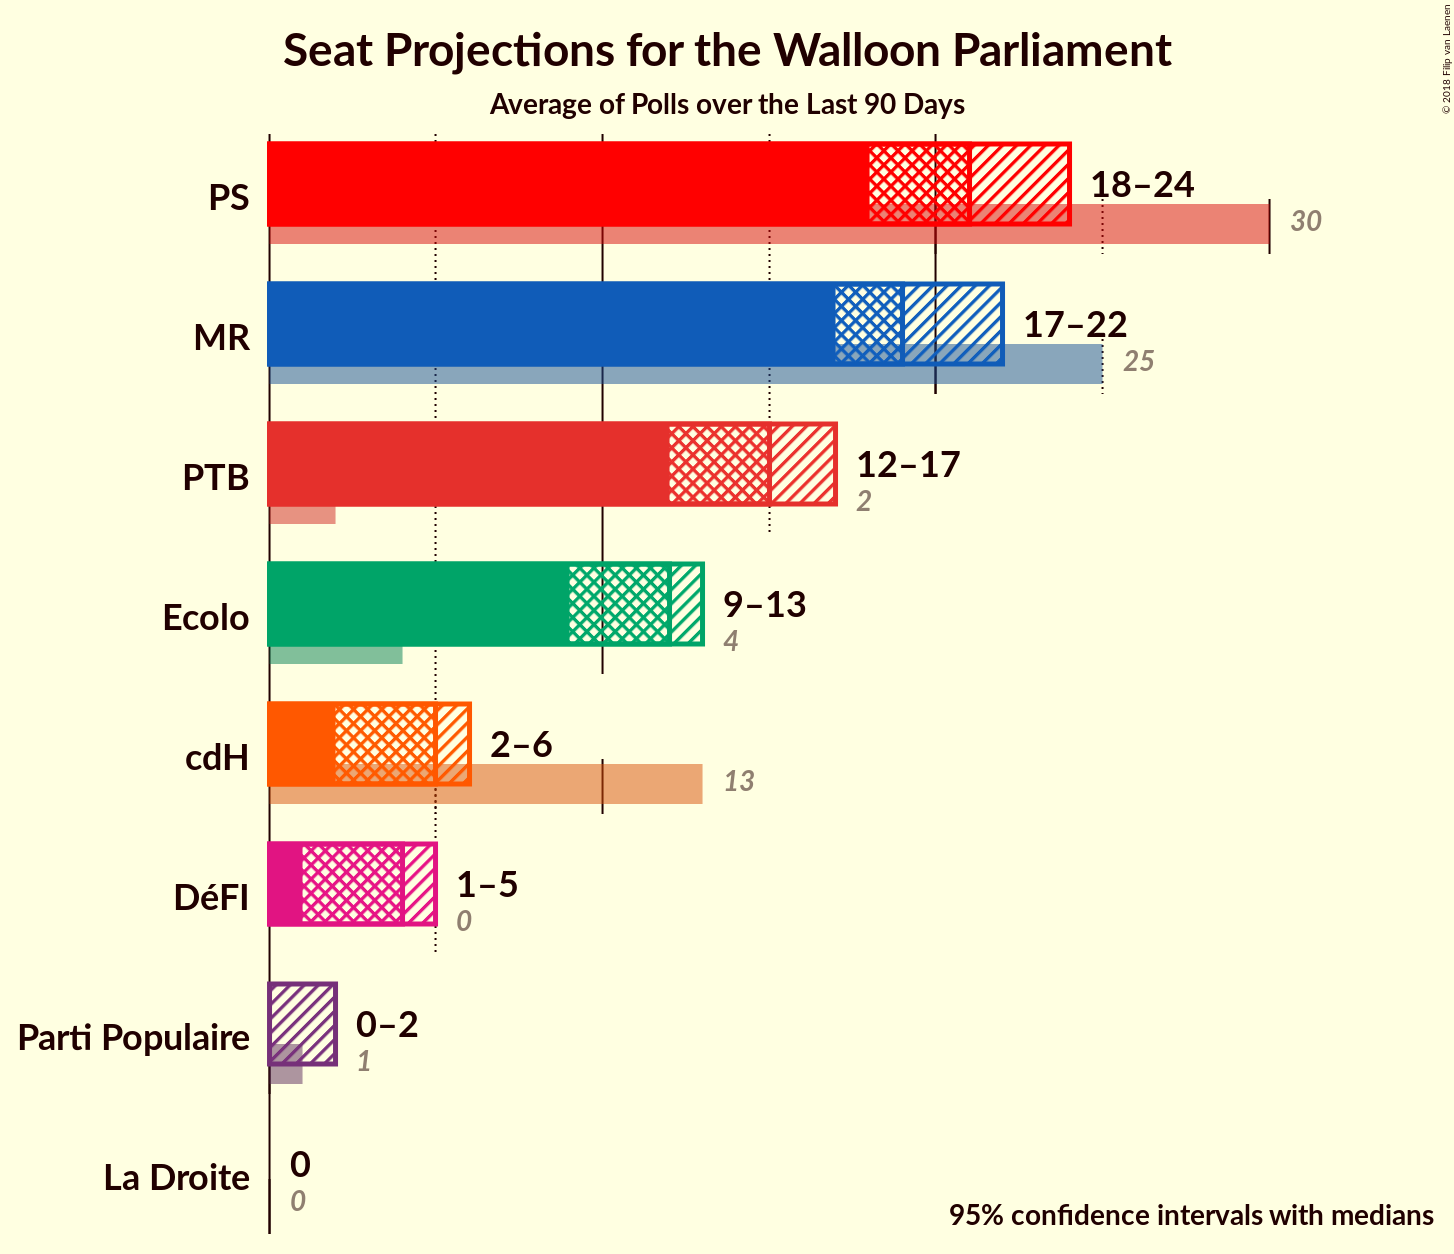 Seat Projections for the Walloon Parliament
Average of Polls over the Last 90 Days
© 2018 Filip van Laenen
PS
18–24
30
MR
17–22
25
PTB
12–17
2
Ecolo
9–13
4
cdH
2–6
13
DéFI
1–5
0
Parti Populaire
0–2
1
La Droite
0
0
95% confidence intervals with medians